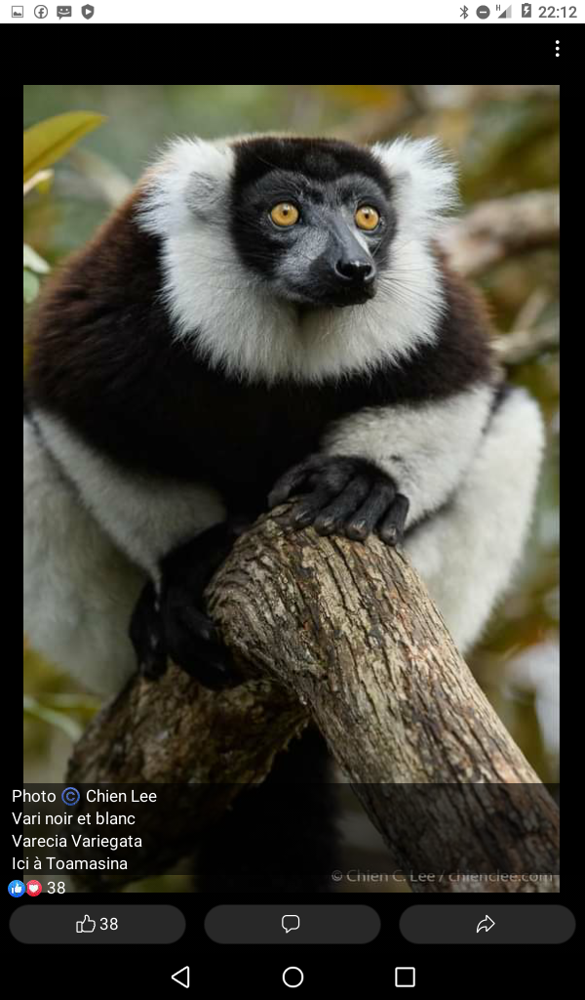 H 22:12
Photo © Chien Lee
Vari noir et blanc
Varecia Variegata
Ici à Toamasina
© Chien C. Lee / chienclee.com
38
38